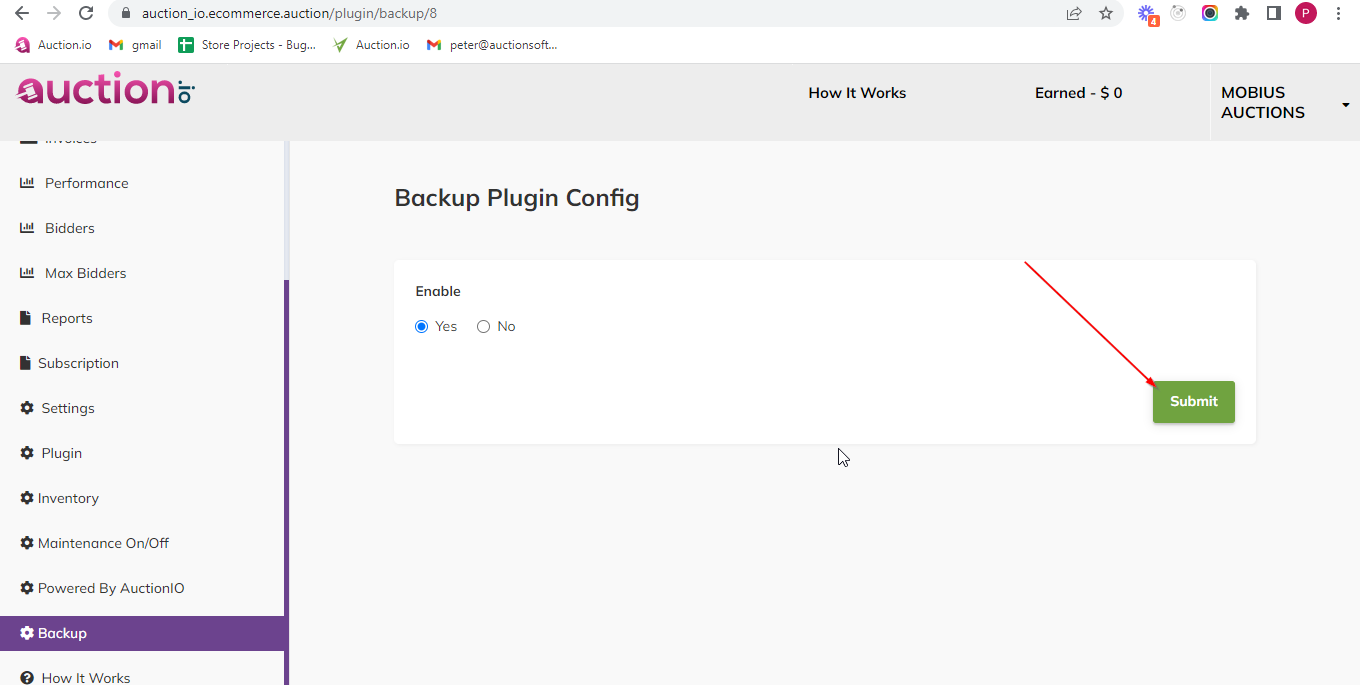 auction_io.ecommerce.auction/plugin/backup/8
4
P
Auction.io
gmail
Store Projects - Bug...
Auction.io
peter@auctionsoft...
auction.io
How It Works
Earned - $ 0
MOBIUS
AUCTIONS
Invoices
Performance
Bidders
Max Bidders
Reports
Subscription
Settings
Plugin
Inventory
Maintenance On/Off
Powered By AuctionIO
Backup
How It Works
Backup Plugin Config
Enable
Yes No
Submit